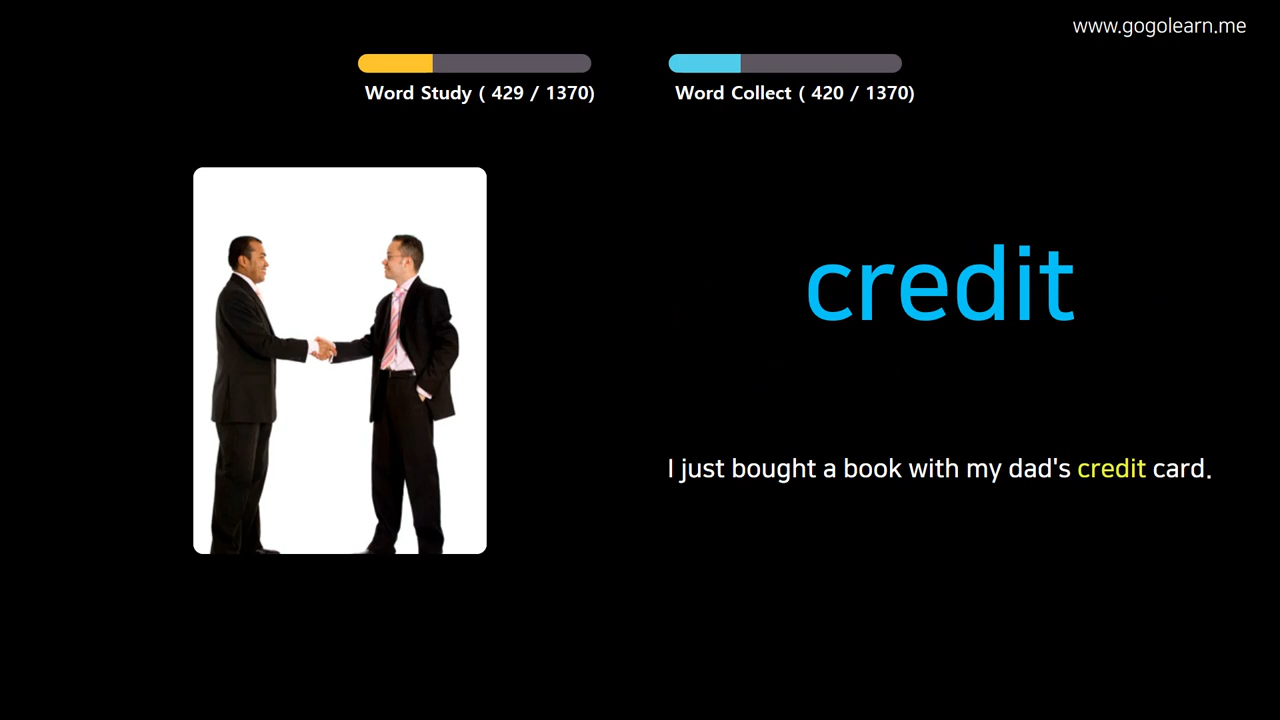 www.gogolearn.me
Word Study ( 429 / 1370)
Word Collect ( 420 / 1370)
credit
I just bought a book with my dad's credit card.